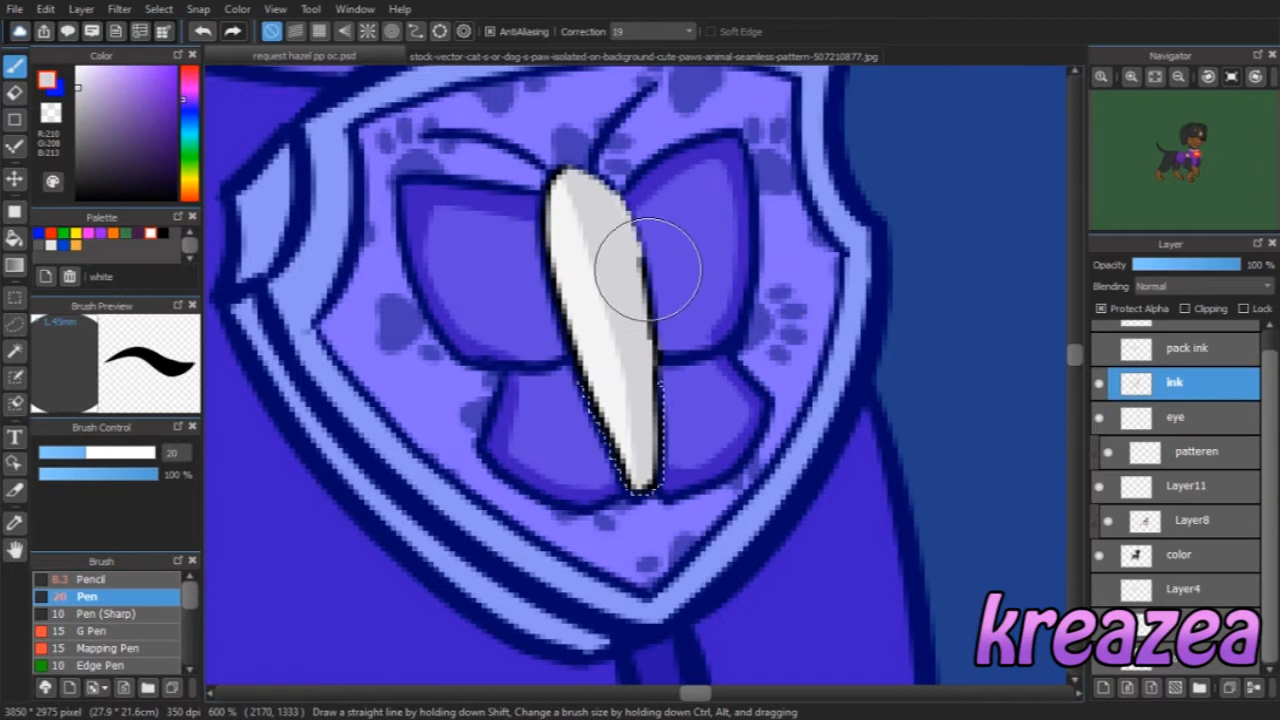 File Edit Layer Filter Select Snap Color View Tool Window Help
AntiAliasing Correction 19 Soft Edge
Color
request hazel pp oc.psd
stock-vector-cat-s-or-dog-s-paw-isolated-on-background-cute-paws-animal-seamless-pattern-507210877.jpg
Navigator
R:210
G:208
B:213
Palette
white
Brush Preview
1.45mm
Brush Control
20
100 %
Brush
8.3 Pencil
20 Pen
10 Pen (Sharp)
15 G Pen
15 Mapping Pen
10 Edge Pen
Layer
Opacity 100 %
Blending Normal
Protect Alpha Clipping Lock
pack ink
ink
eye
patteren
Layer11
Layer8
color
Layer4
kreazea
3850 * 2975 pixel (27.9 * 21.6cm) 350 dpi 600 % ( 2170, 1333 ) Draw a straight line by holding down Shift, Change a brush size by holding down Ctrl, Alt, and dragging